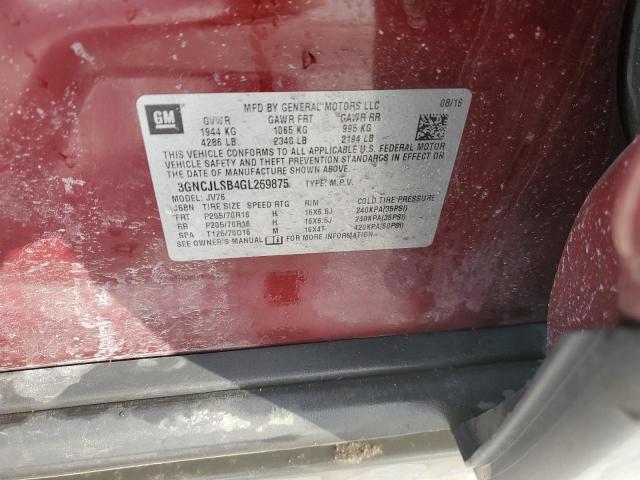 GM
MFD BY GENERAL MOTORS LLC 08/16
GVWR GAWR FRT GAWR RR
1944 KG 1065 KG 995 KG
4286 LB 2348 LB 2194 LB
THIS VEHICLE CONFORMS TO ALL APPLICABLE U.S. FEDERAL MOTOR
VEHICLE SAFETY AND THEFT PREVENTION STANDARDS IN EFFECT ON
THE DATE OF MANUFACTURE SHOWN ABOVE.
3GNCJLSB4GL269875 TYPE: M.P.V.
MODEL: JV76
J6BN TIRE SIZE SPEED RTG RIM COLD TIRE PRESSURE
FRT P205/70R16 H 16X6.5J 240KPA(35PSI)
RR P205/70R16 H 16X6.5J 240KPA(35PSI)
SPA T125/70D16 M 16X4T 420KPA(60PSI)
SEE OWNER'S MANUAL FOR MORE INFORMATION